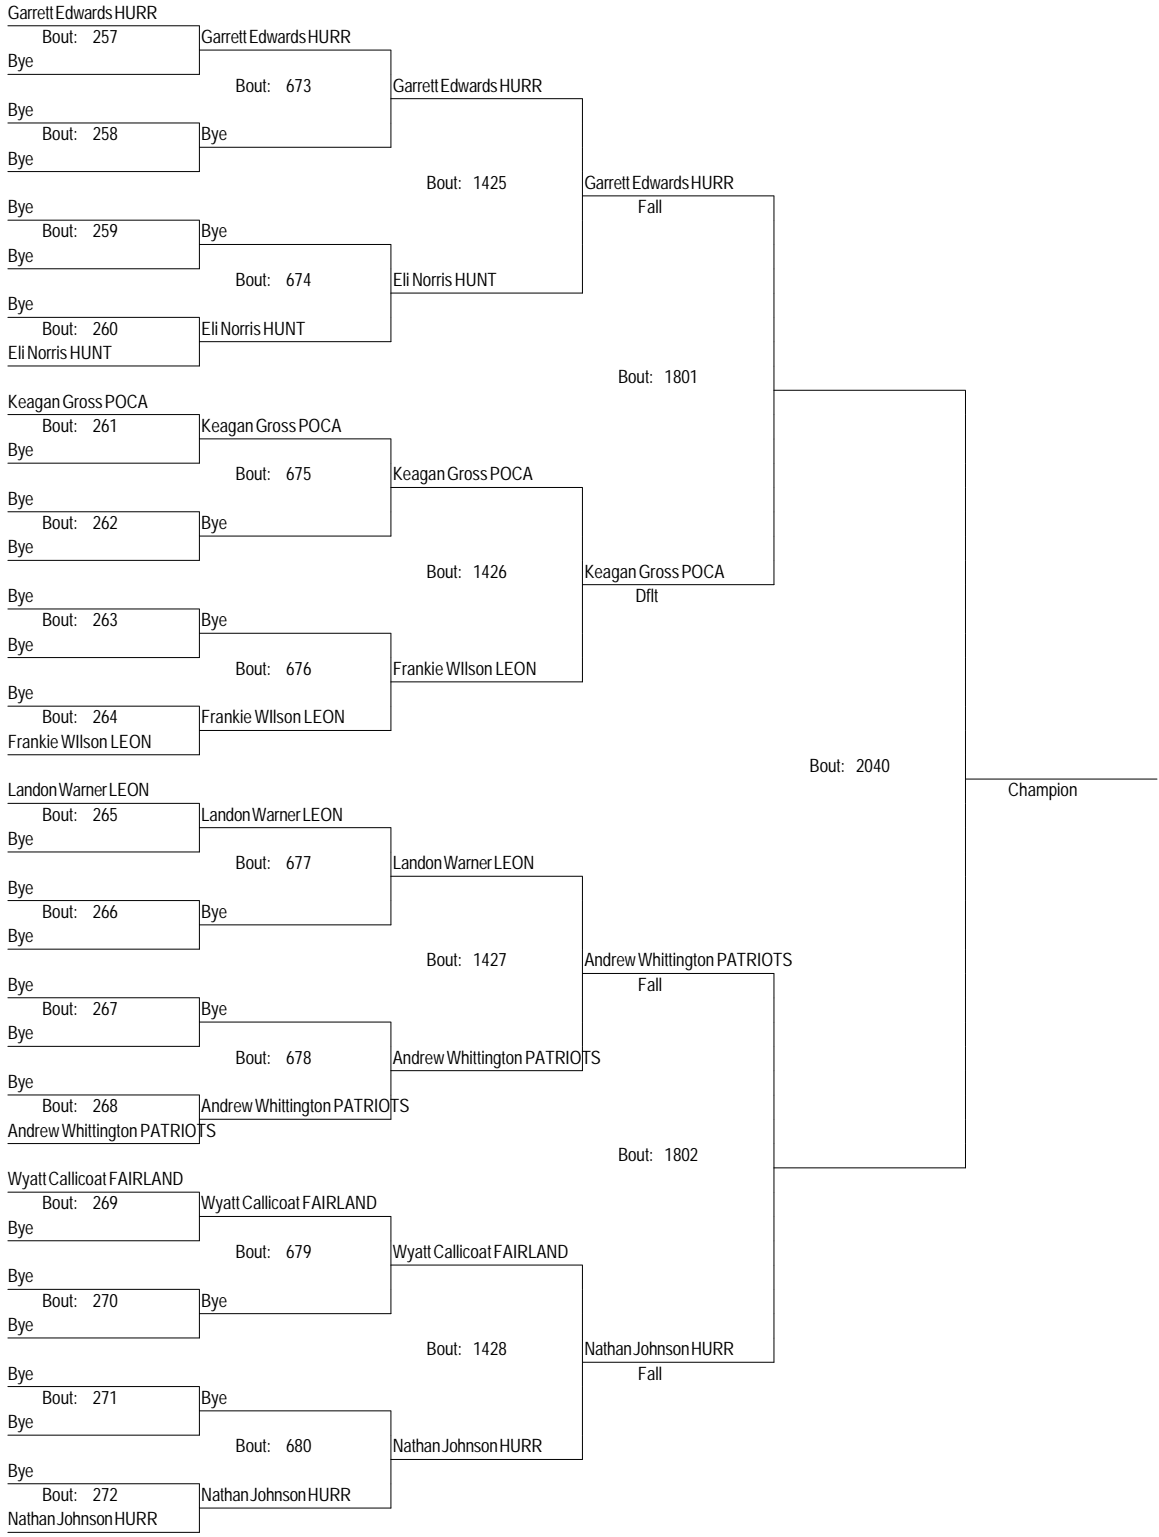 Garrett Edwards HURR
Bout: 257 Garrett Edwards HURR
Bye
Bout: 673 Garrett Edwards HURR
Bye
Bout: 258 Bye
Bye
Bout: 1425 Garrett Edwards HURR
Bye Fall
Bout: 259 Bye
Bye
Bout: 674 Eli Norris HUNT
Bye
Bout: 260 Eli Norris HUNT
Eli Norris HUNT
Bout: 1801
Keagan Gross POCA
Bout: 261 Keagan Gross POCA
Bye
Bout: 675 Keagan Gross POCA
Bye
Bout: 262 Bye
Bye
Bout: 1426 Keagan Gross POCA
Bye Dflt
Bout: 263 Bye
Bye
Bout: 676 Frankie WIlson LEON
Bye
Bout: 264 Frankie WIlson LEON
Frankie WIlson LEON
Bout: 2040
Landon Warner LEON Champion
Bout: 265 Landon Warner LEON
Bye
Bout: 677 Landon Warner LEON
Bye
Bout: 266 Bye
Bye
Bout: 1427 Andrew Whittington PATRIOTS
Bye Fall
Bout: 267 Bye
Bye
Bout: 678 Andrew Whittington PATRIOTS
Bye
Bout: 268 Andrew Whittington PATRIOTS
Andrew Whittington PATRIOTS
Bout: 1802
Wyatt Callicoat FAIRLAND
Bout: 269 Wyatt Callicoat FAIRLAND
Bye
Bout: 679 Wyatt Callicoat FAIRLAND
Bye
Bout: 270 Bye
Bye
Bout: 1428 Nathan Johnson HURR
Bye Fall
Bout: 271 Bye
Bye
Bout: 680 Nathan Johnson HURR
Bye
Bout: 272 Nathan Johnson HURR
Nathan Johnson HURR